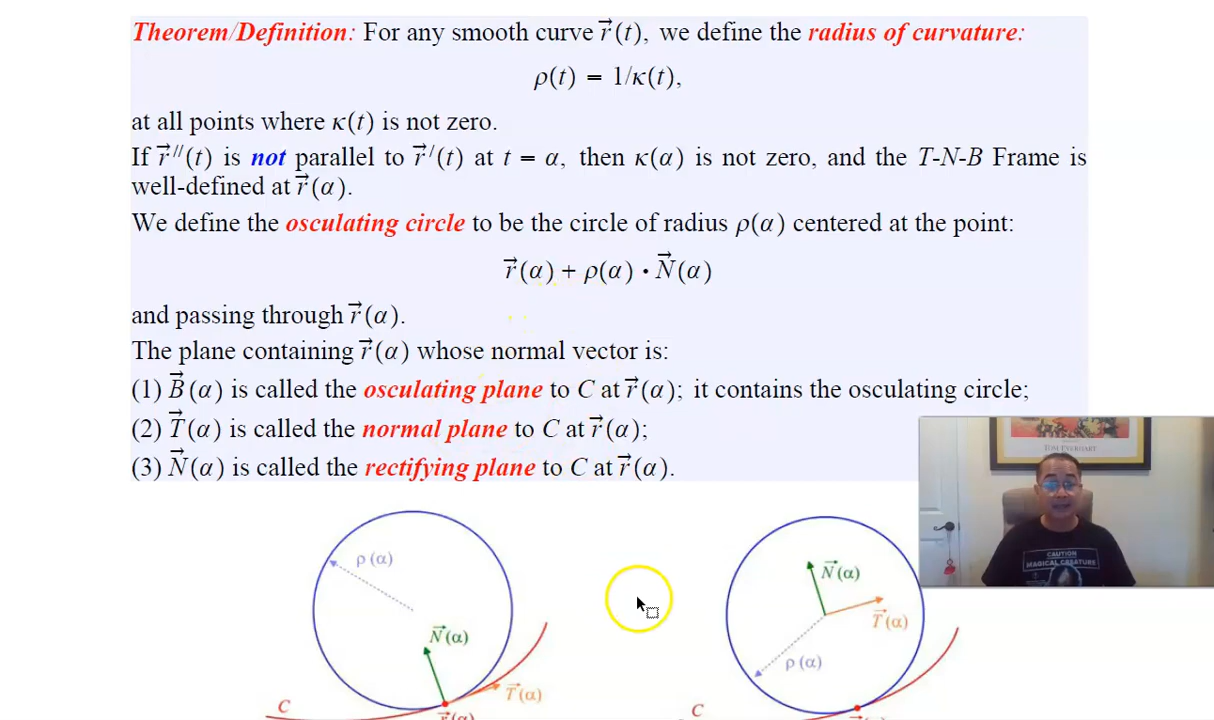 Theorem/Definition: For any smooth curve r⃗(t), we define the radius of curvature:
ρ(t) = 1/κ(t),
at all points where κ(t) is not zero.
If r⃗ ′′(t) is not parallel to r⃗ ′(t) at t = α, then κ(α) is not zero, and the T-N-B Frame is
well-defined at r⃗(α).
We define the osculating circle to be the circle of radius ρ(α) centered at the point:
r⃗(α) + ρ(α) · N⃗(α)
and passing through r⃗(α).
The plane containing r⃗(α) whose normal vector is:
(1) B⃗(α) is called the osculating plane to C at r⃗(α); it contains the osculating circle;
(2) T⃗(α) is called the normal plane to C at r⃗(α);
(3) N⃗(α) is called the rectifying plane to C at r⃗(α).
ρ(α)
N⃗(α)
T⃗(α)
C
r⃗(α)
N⃗(α)
T⃗(α)
ρ(α)
C
TOM EVERHART
CAUTION
MAGICAL CREATURE